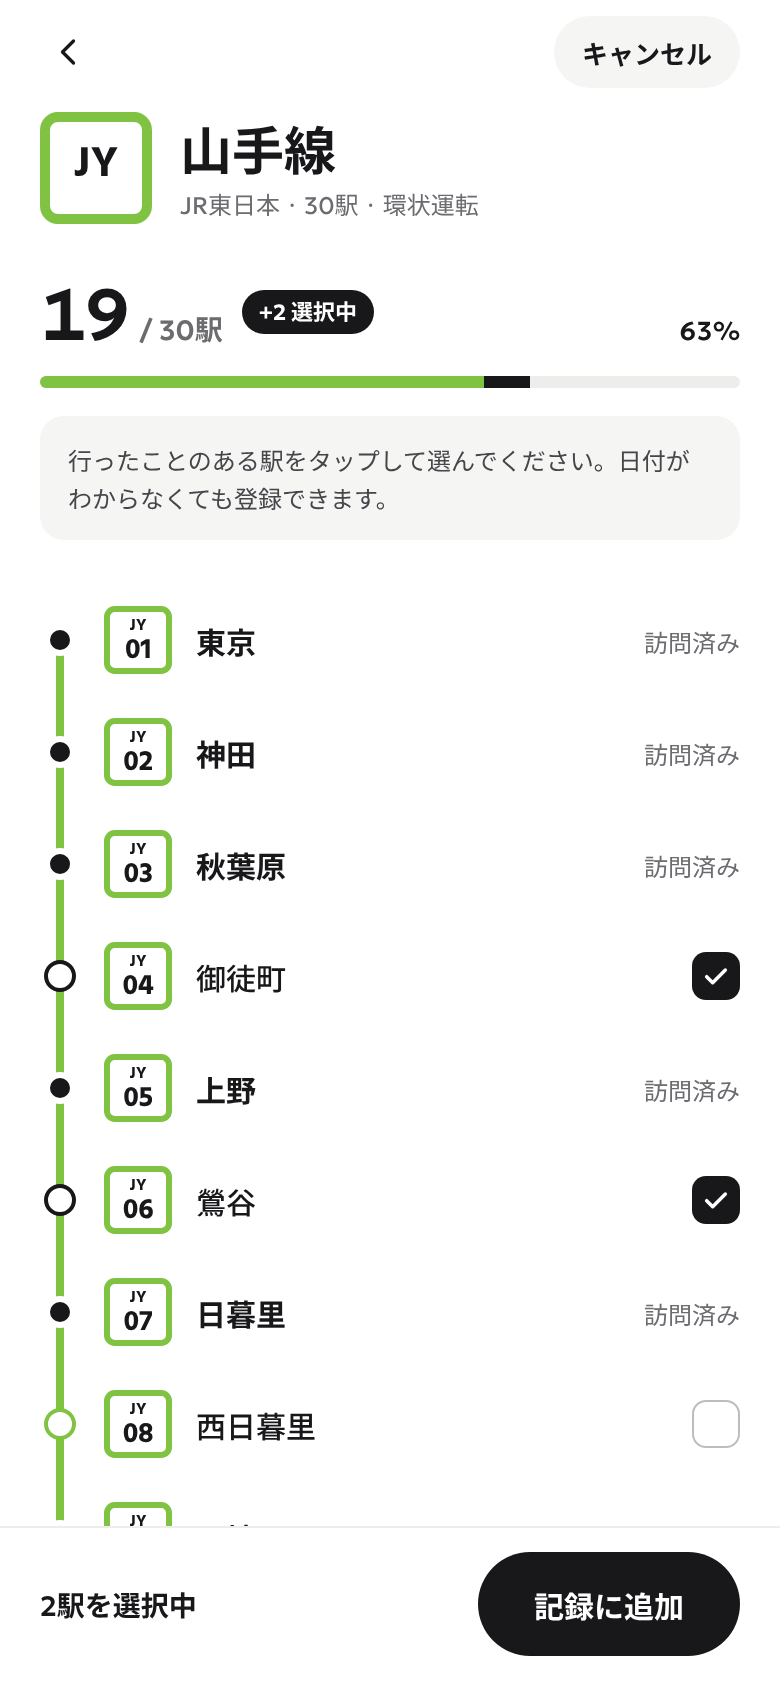 キャンセル
JY
山手線
JR東日本・30駅・環状運転
19 / 30駅 +2 選択中 63%
行ったことのある駅をタップして選んでください。日付が
わからなくても登録できます。
JY 01 東京 訪問済み
JY 02 神田 訪問済み
JY 03 秋葉原 訪問済み
JY 04 御徒町
JY 05 上野 訪問済み
JY 06 鶯谷
JY 07 日暮里 訪問済み
JY 08 西日暮里
JY
2駅を選択中 記録に追加